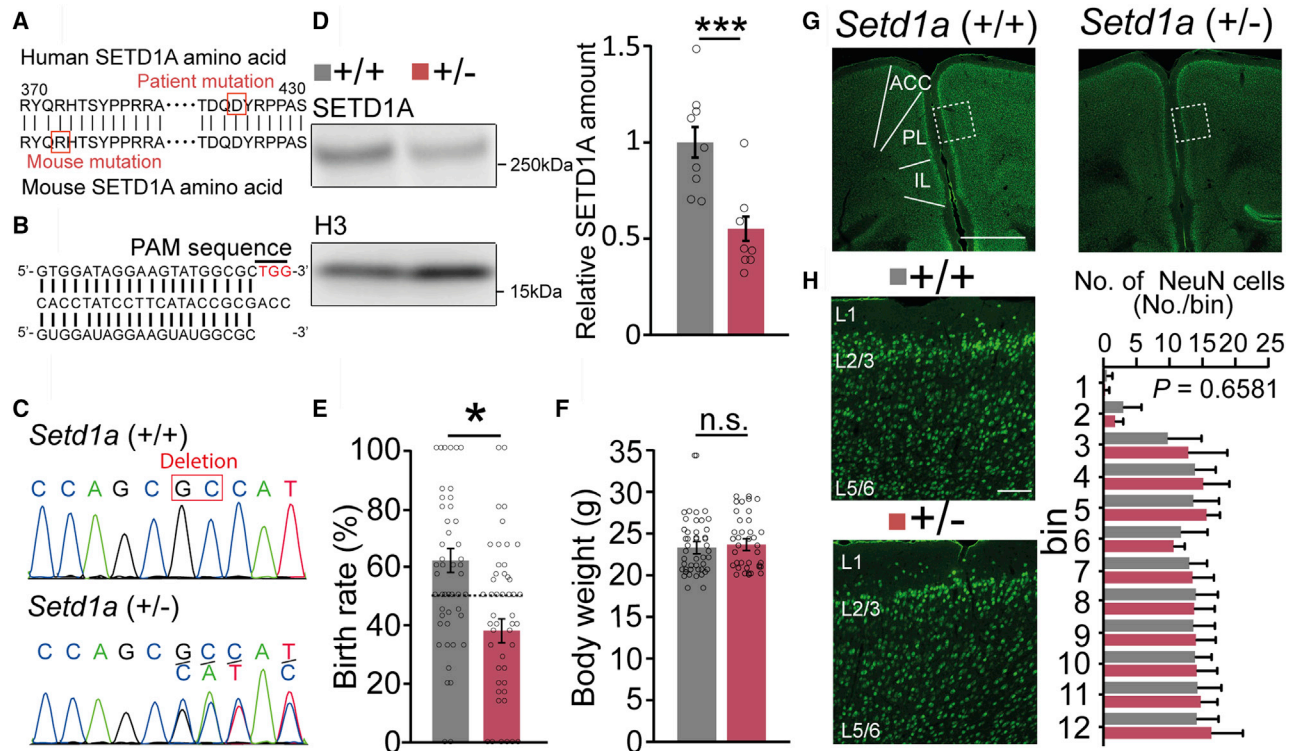 A
Human SETD1A amino acid
Patient mutation
370 430
RYQRHTSYPPRRA····TDQDYRPPAS
RYQRHTSYPPRRA····TDQDYRPPAS
Mouse mutation
Mouse SETD1A amino acid
B
PAM sequence
5'- GTGGATAGGAAGTATGGCGCTGG -3'
CACCTATCCTTCATACCGCGACC
5'- GUGGAUAGGAAGUAUGGCGC -3'
C
Setd1a (+/+)
Deletion
C C A G C G C C A T
Setd1a (+/-)
C C A G C G C C A T
C A T C
D
+/+ +/-
SETD1A
250kDa
H3
15kDa
Relative SETD1A amount
1.5
1
0.5
0
***
E
Birth rate (%)
100
80
60
40
20
0
*
F
Body weight (g)
35
30
25
20
15
10
5
0
n.s.
G
Setd1a (+/+) Setd1a (+/-)
ACC
PL
IL
H
+/+
L1
L2/3
L5/6
+/-
L1
L2/3
L5/6
No. of NeuN cells
(No./bin)
0 5 10 15 20 25
P = 0.6581
bin
1
2
3
4
5
6
7
8
9
10
11
12